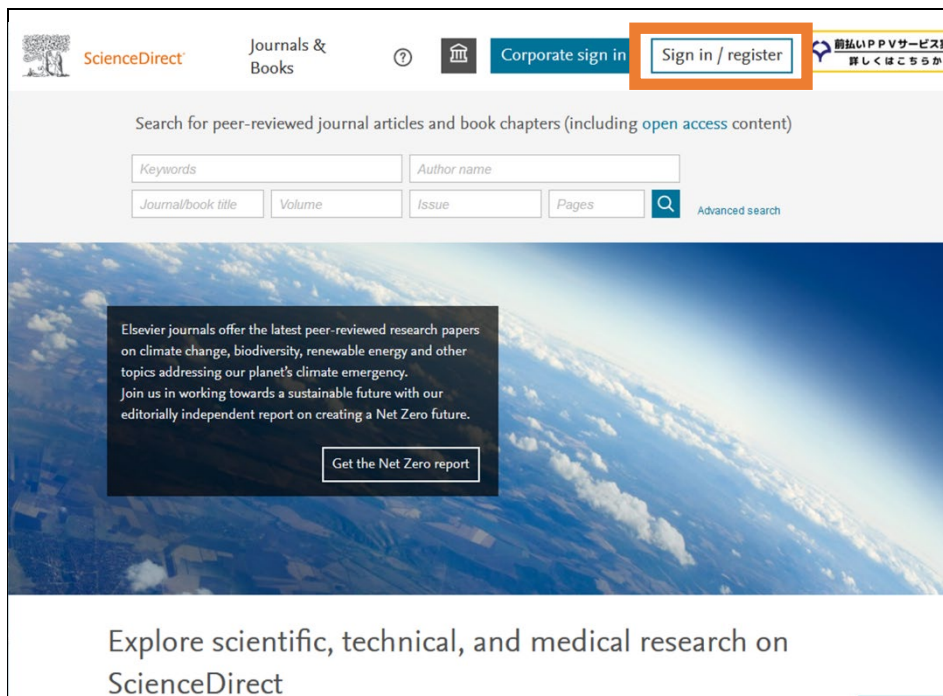 ScienceDirect
Journals &
Books
?
Corporate sign in
Sign in / register
前払いPPVサービス
詳しくはこちらか
Search for peer-reviewed journal articles and book chapters (including open access content)
Keywords
Author name
Journal/book title
Volume
Issue
Pages
Advanced search
Elsevier journals offer the latest peer-reviewed research papers
on climate change, biodiversity, renewable energy and other
topics addressing our planet's climate emergency.
Join us in working towards a sustainable future with our
editorially independent report on creating a Net Zero future.
Get the Net Zero report
Explore scientific, technical, and medical research on
ScienceDirect